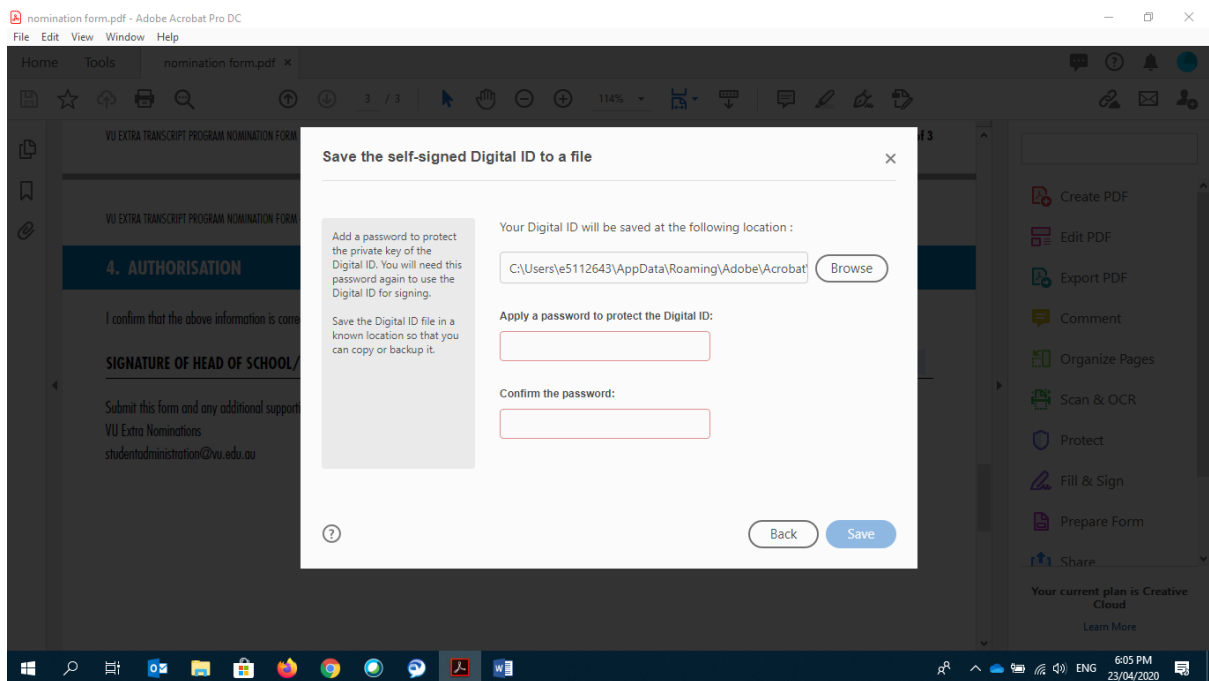 nomination form.pdf - Adobe Acrobat Pro DC
File Edit View Window Help
Home Tools nomination form.pdf ×
3 / 3 114%
VU EXTRA TRANSCRIPT PROGRAM NOMINATION FORM of 3
Save the self-signed Digital ID to a file
VU EXTRA TRANSCRIPT PROGRAM NOMINATION FORM
Add a password to protect
the private key of the
Digital ID. You will need this
password again to use the
Digital ID for signing.
Save the Digital ID file in a
known location so that you
can copy or backup it.
Your Digital ID will be saved at the following location :
C:\Users\e5112643\AppData\Roaming\Adobe\Acrobat\ Browse
Apply a password to protect the Digital ID:
Confirm the password:
Back Save
4. AUTHORISATION
I confirm that the above information is corre
SIGNATURE OF HEAD OF SCHOOL/
Submit this form and any additional supporti
VU Extra Nominations
studentadministration@vu.edu.au
Create PDF
Edit PDF
Export PDF
Comment
Organize Pages
Scan & OCR
Protect
Fill & Sign
Prepare Form
Share
Your current plan is Creative
Cloud
Learn More
ENG
6:05 PM
23/04/2020